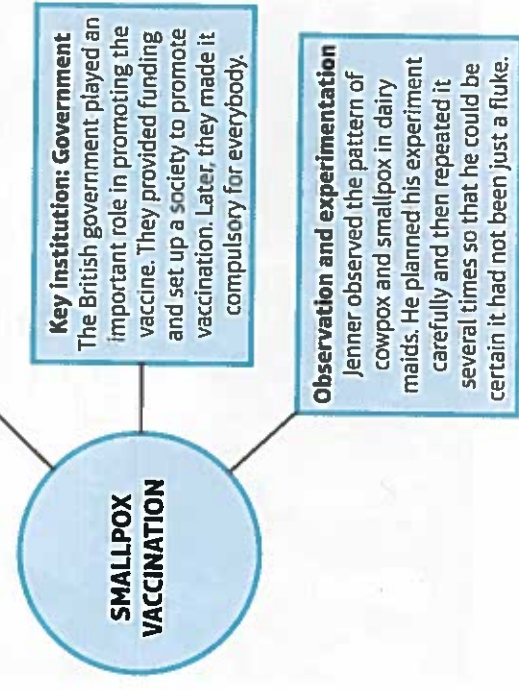 SMALLPOX
VACCINATION
Key institution: Government
The British government played an
important role in promoting the
vaccine. They provided funding
and set up a society to promote
vaccination. Later, they made it
compulsory for everybody.
Observation and experimentation
Jenner observed the pattern of
cowpox and smallpox in dairy
maids. He planned his experiment
carefully and then repeated it
several times so that he could be
certain it had not been just a fluke.